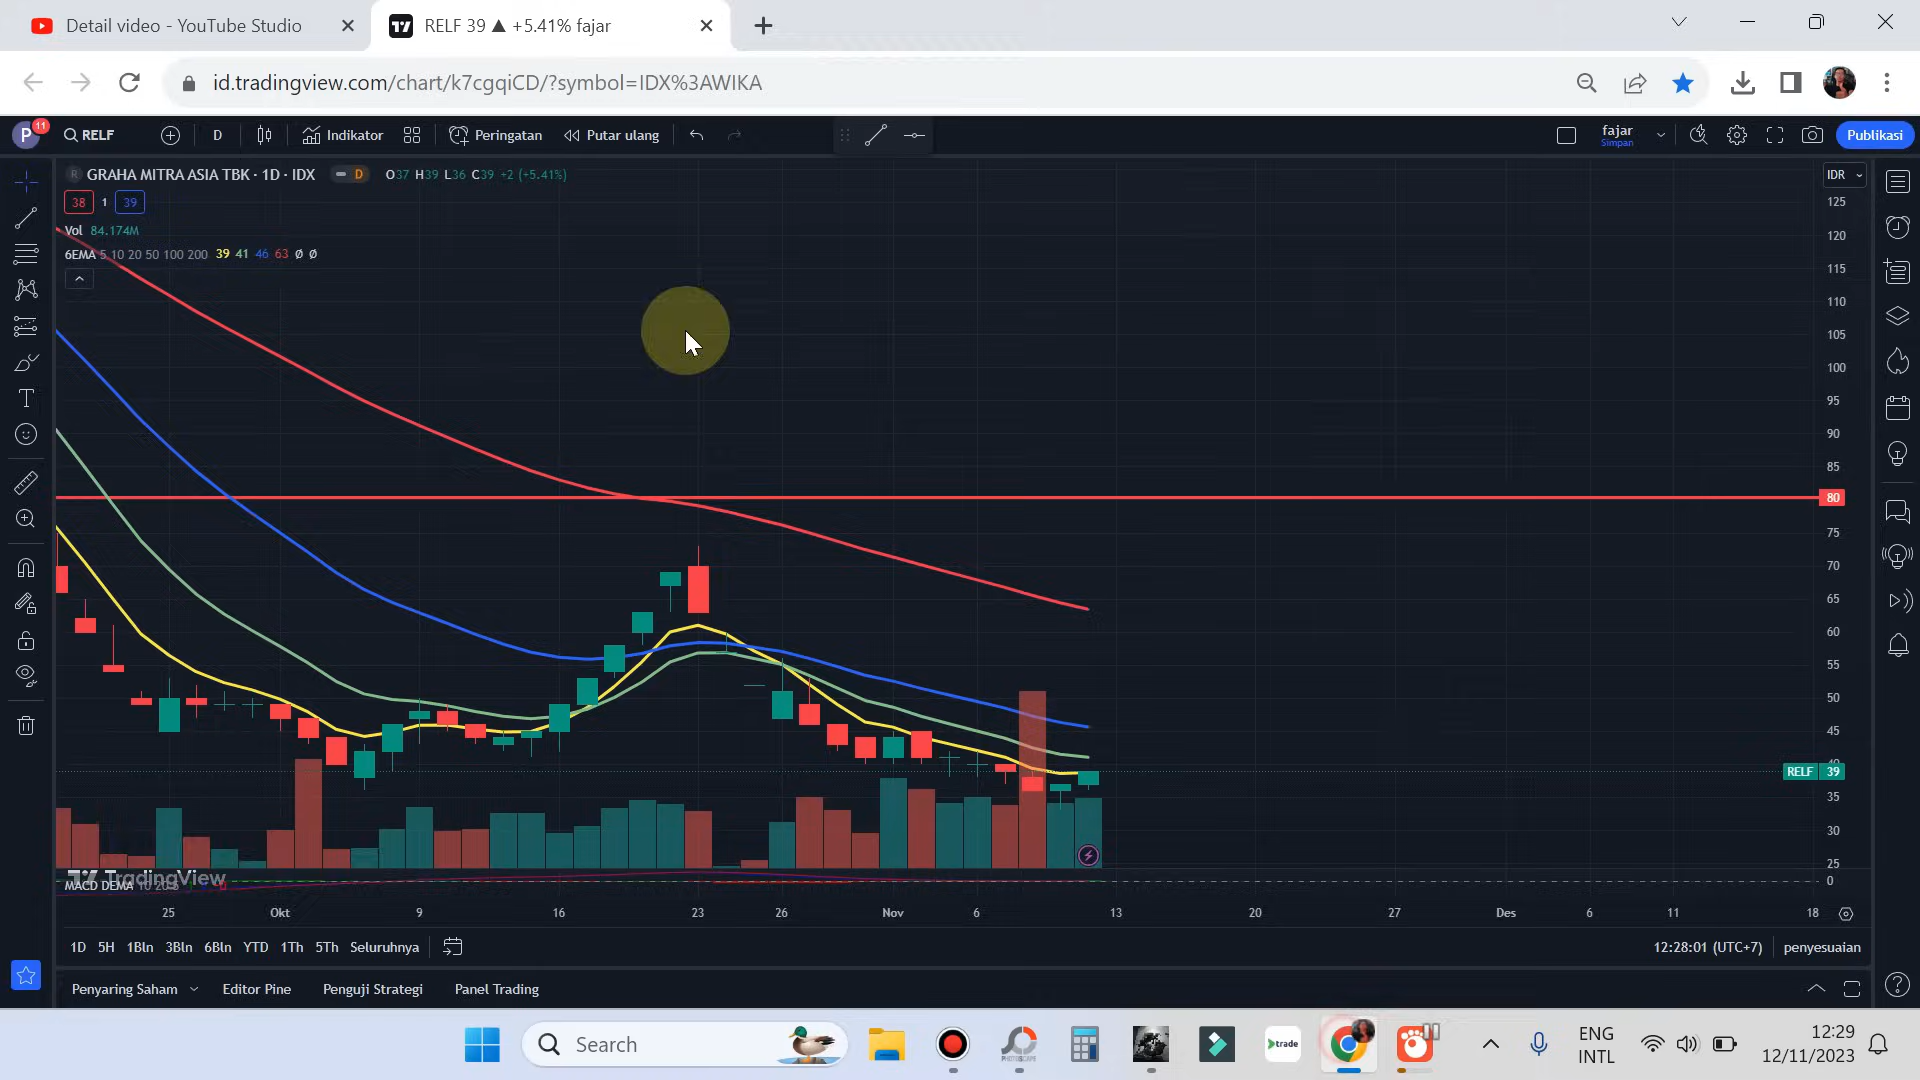 Detail video - YouTube Studio
RELF 39 ▲ +5.41% fajar
id.tradingview.com/chart/k7cgqiCD/?symbol=IDX%3AWIKA
P
11
RELF
D
Indikator
Peringatan
Putar ulang
fajar
Simpan
Publikasi
R
GRAHA MITRA ASIA TBK · 1D · IDX
D
O37 H39 L36 C39 +2 (+5.41%)
IDR
38 1 39
Vol 84.174M
6EMA 5 10 20 50 100 200 39 41 46 63 Ø Ø
125
120
115
110
105
100
95
90
85
80
75
70
65
60
55
50
45
RELF 39
35
30
25
0
TradingView
MACD DEMA 10 20 5
25 Okt 9 16 23 26 Nov 6 13 20 27 Des 6 11 18
1D 5H 1Bln 3Bln 6Bln YTD 1Th 5Th Seluruhnya
12:28:01 (UTC+7) penyesuaian
Penyaring Saham Editor Pine Penguji Strategi Panel Trading
Search
trade
ENG
INTL
12:29
12/11/2023